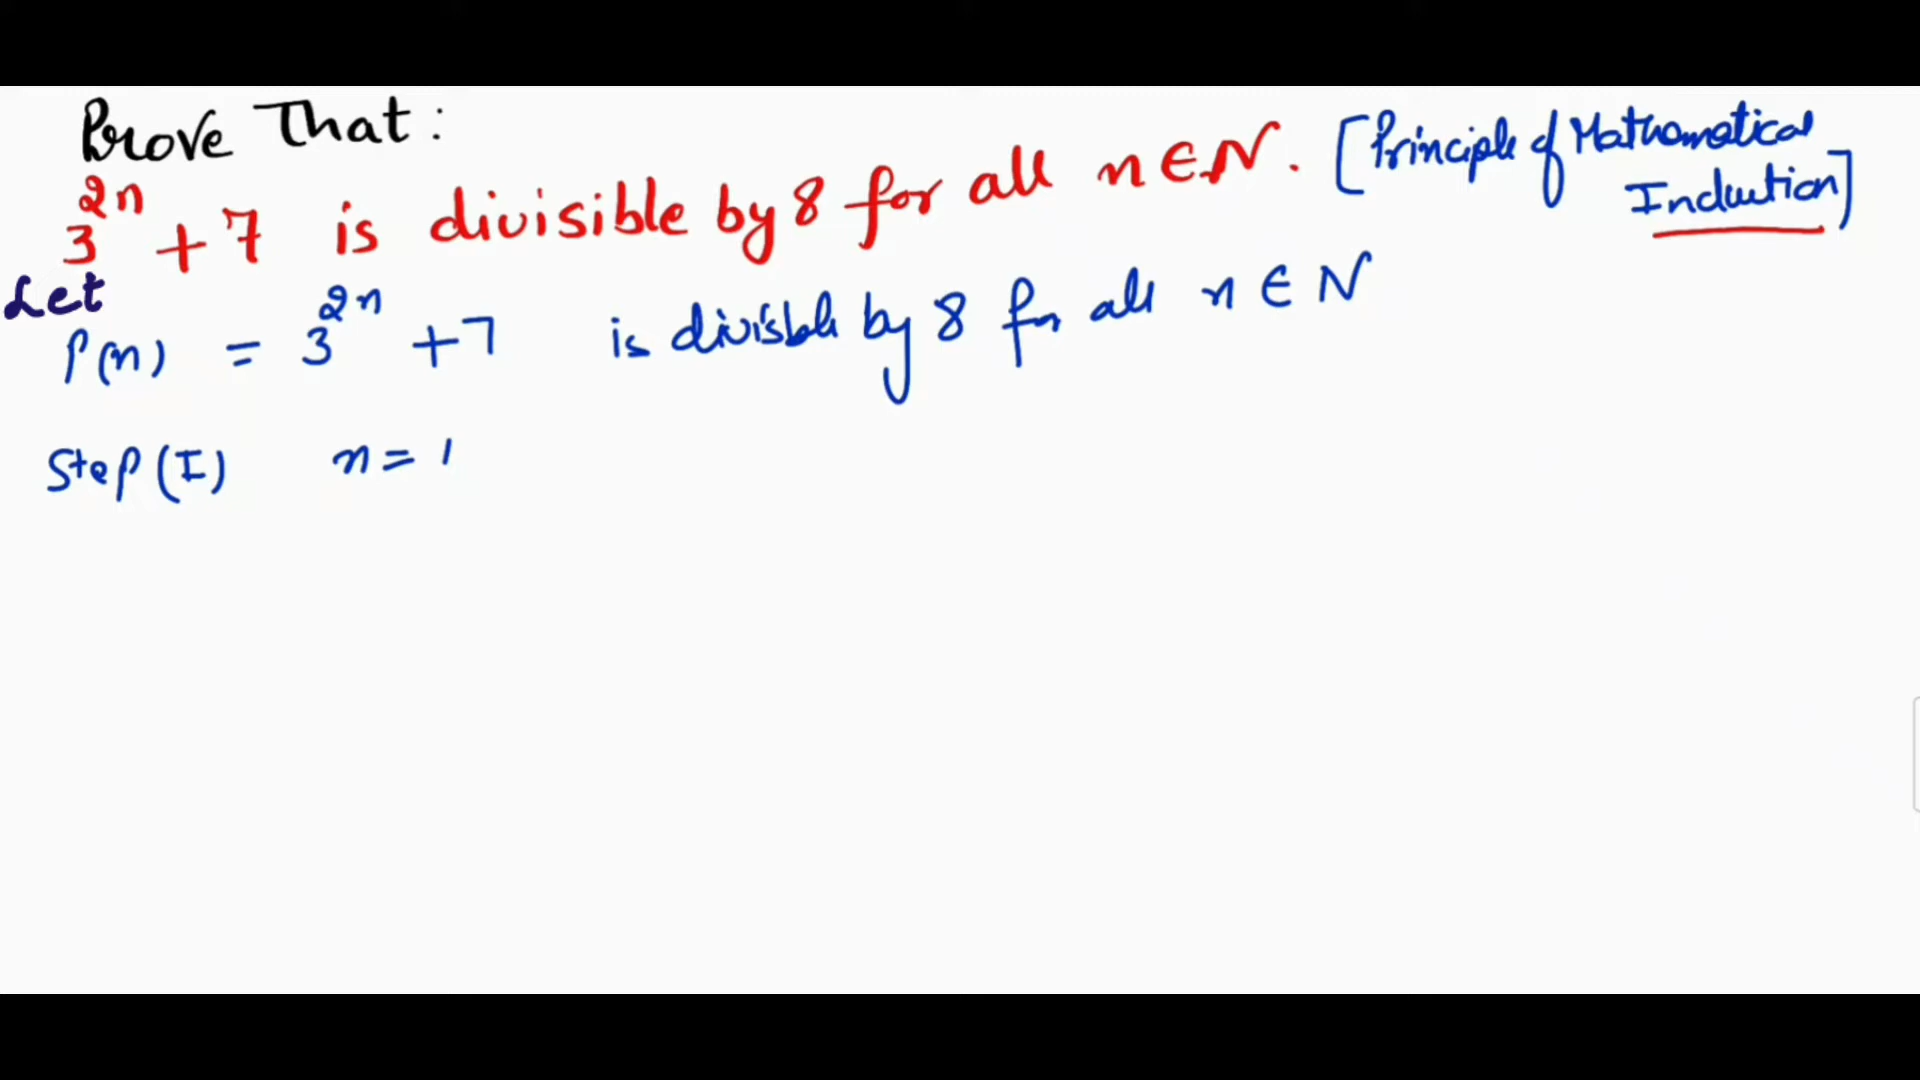 Prove That:
3^{2n} + 7 is divisible by 8 for all n ∈ N. [Principle of Mathematical
Induction]
Let
P(n) = 3^{2n} + 7 is divisible by 8 for all n ∈ N
Step (I) n = 1